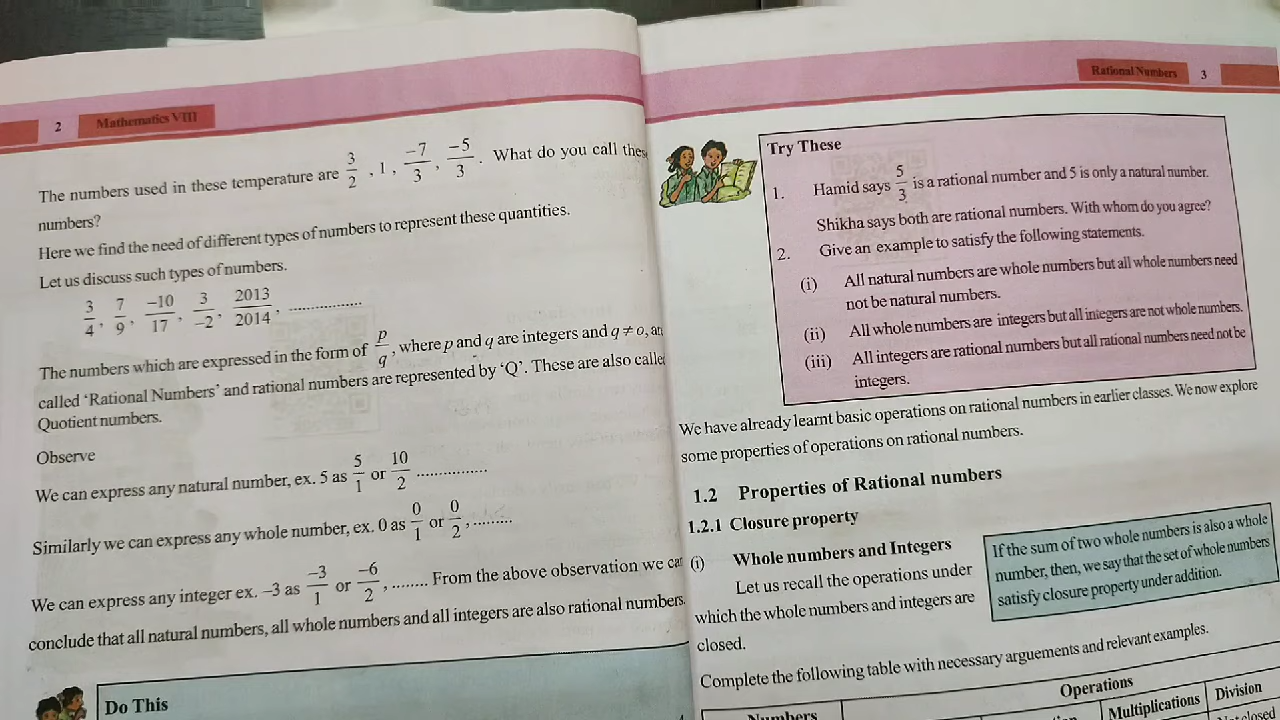 2 Mathematics VIII
The numbers used in these temperature are 3/2, 1, -7/3, -5/3. What do you call these
numbers?
Here we find the need of different types of numbers to represent these quantities.
Let us discuss such types of numbers.
3/4, 7/9, -10/17, 3/-2, 2013/2014, ..................
The numbers which are expressed in the form of p/q, where p and q are integers and q ≠ o, an
called ‘Rational Numbers’ and rational numbers are represented by ‘Q’. These are also called
Quotient numbers.
Observe
We can express any natural number, ex. 5 as 5/1 or 10/2 ................
Similarly we can express any whole number, ex. 0 as 0/1 or 0/2, .........
We can express any integer ex. –3 as -3/1 or -6/2, ........ From the above observation we can
conclude that all natural numbers, all whole numbers and all integers are also rational numbers.
Do This
Rational Numbers 3
Try These
1. Hamid says 5/3 is a rational number and 5 is only a natural number.
Shikha says both are rational numbers. With whom do you agree?
2. Give an example to satisfy the following statements.
(i) All natural numbers are whole numbers but all whole numbers need
not be natural numbers.
(ii) All whole numbers are integers but all integers are not whole numbers.
(iii) All integers are rational numbers but all rational numbers need not be
integers.
We have already learnt basic operations on rational numbers in earlier classes. We now explore
some properties of operations on rational numbers.
1.2 Properties of Rational numbers
1.2.1 Closure property
(i) Whole numbers and Integers
Let us recall the operations under
which the whole numbers and integers are
closed.
If the sum of two whole numbers is also a whole
number, then, we say that the set of whole numbers
satisfy closure property under addition.
Complete the following table with necessary arguements and relevant examples.
Numbers Operations
Multiplications Division
closed